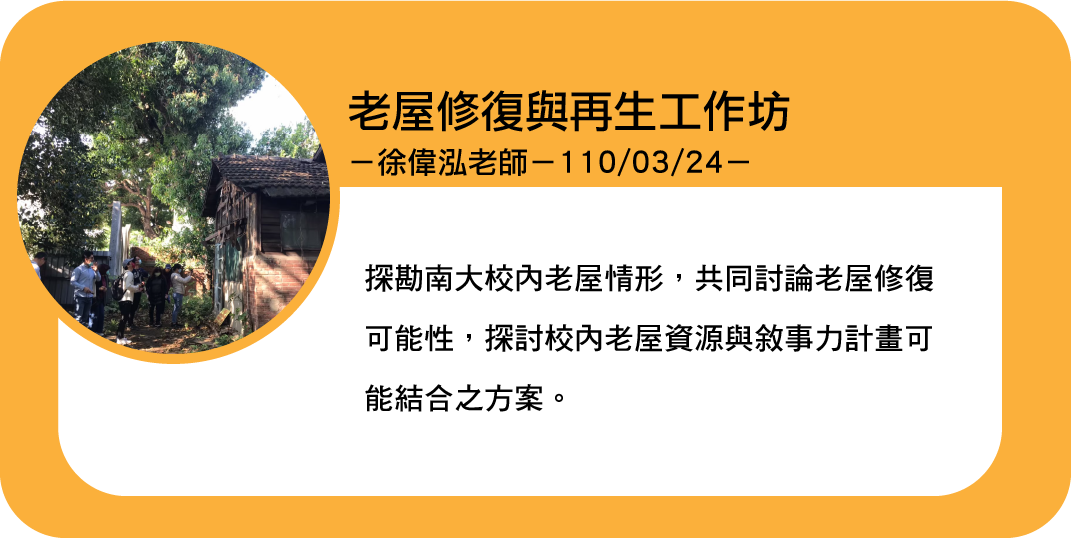 老屋修復與再生工作坊
－徐偉泓老師－110/03/24－
探勘南大校內老屋情形，共同討論老屋修復
可能性，探討校內老屋資源與敘事力計畫可
能結合之方案。